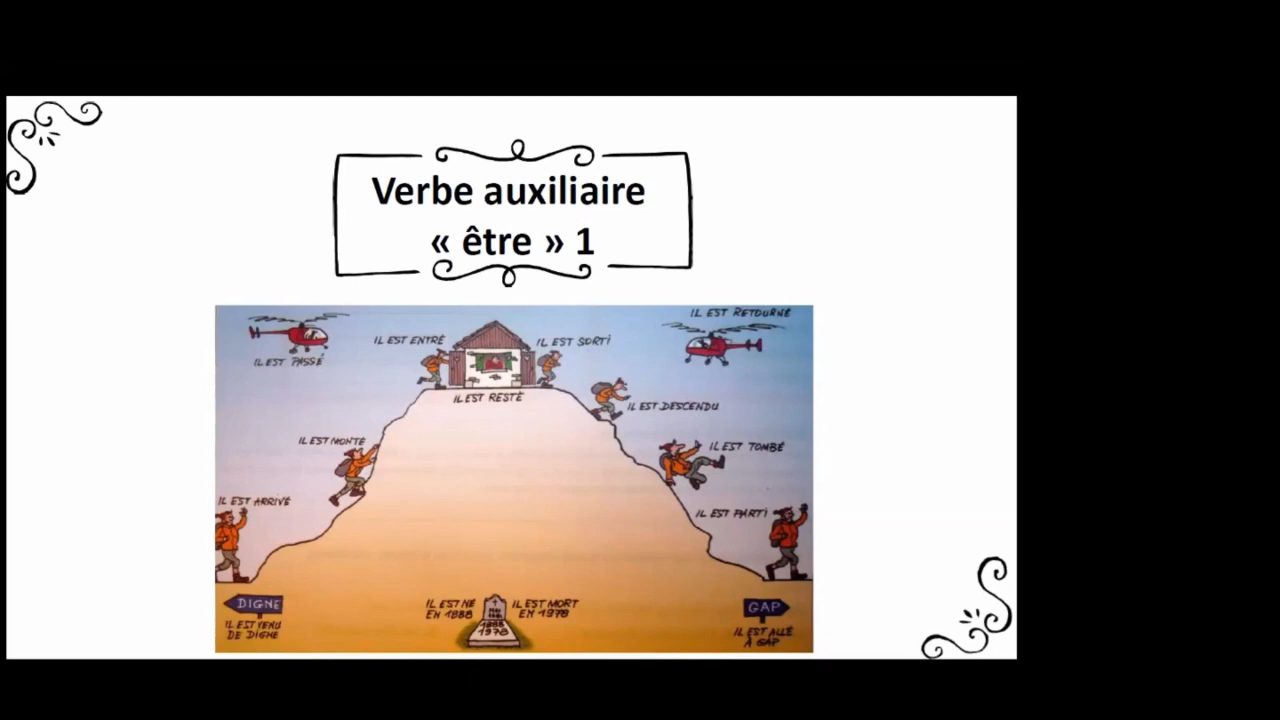 Verbe auxiliaire
« être » 1
IL EST RETOURNÉ
IL EST PASSÉ
IL EST ENTRÉ
IL EST SORTI
IL EST RESTÉ
IL EST DESCENDU
IL EST MONTÉ
IL EST TOMBÉ
IL EST ARRIVÉ
IL EST PARTI
DIGNE
IL EST VENU
DE DIGNE
IL EST NÉ
EN 1888
1888
1978
IL EST MORT
EN 1978
GAP
IL EST ALLÉ
À GAP